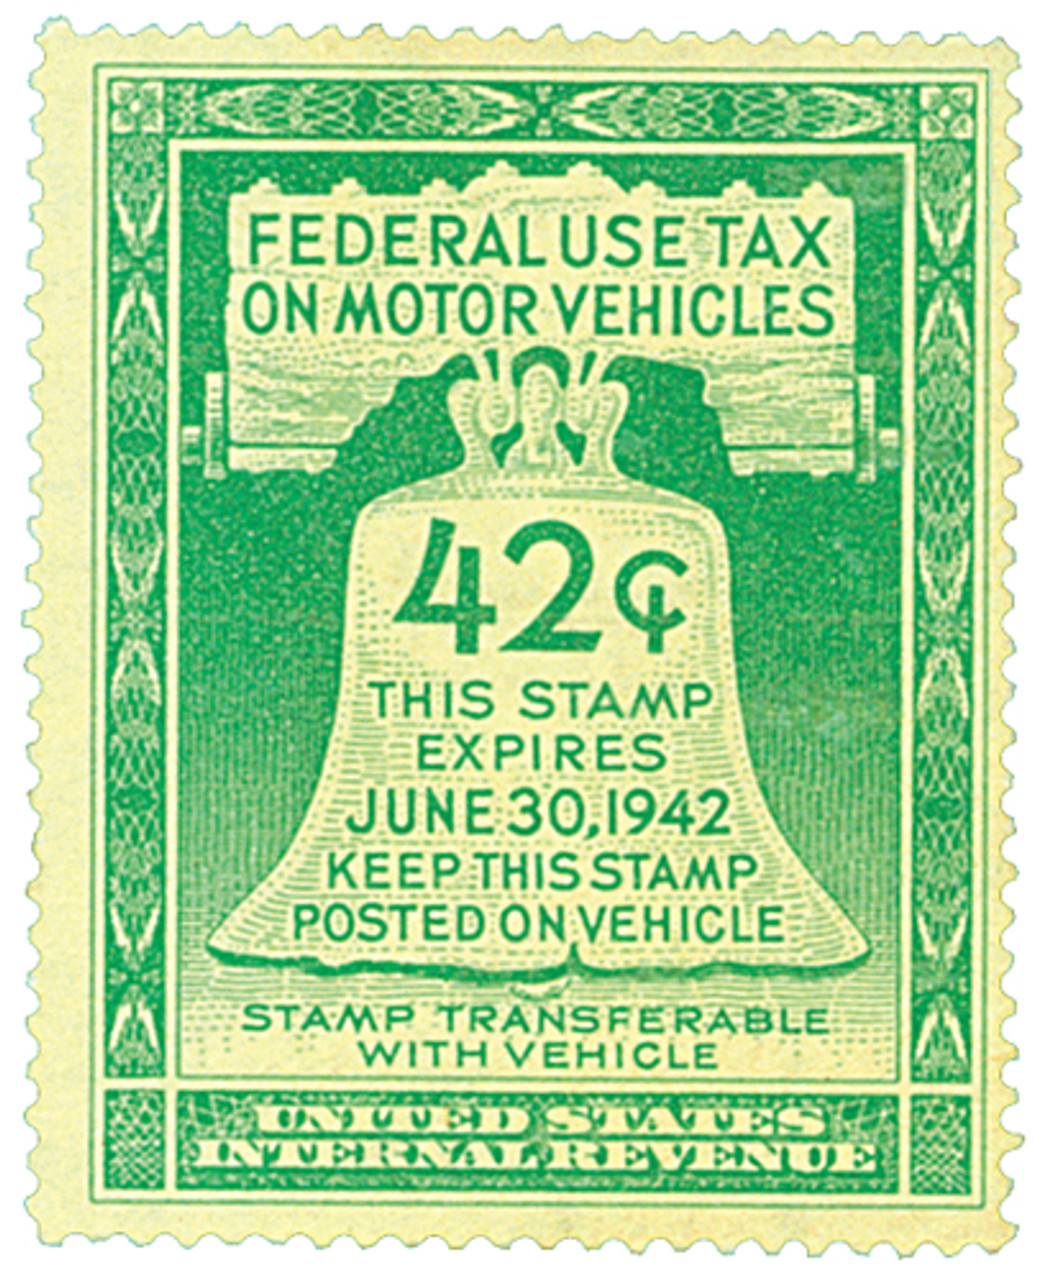 FEDERAL USE TAX
ON MOTOR VEHICLES
42¢
THIS STAMP
EXPIRES
JUNE 30, 1942
KEEP THIS STAMP
POSTED ON VEHICLE
STAMP TRANSFERABLE
WITH VEHICLE
UNITED STATES
INTERNAL REVENUE